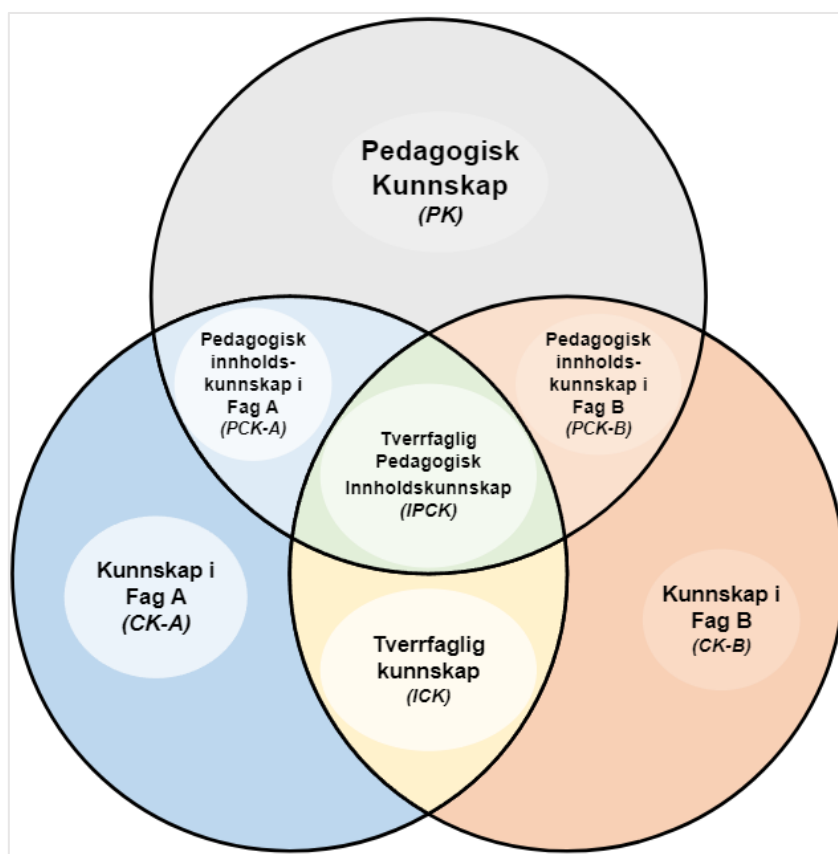 Pedagogisk
Kunnskap
(PK)
Pedagogisk
innholds-
kunnskap i
Fag A
(PCK-A)
Pedagogisk
innholds-
kunnskap i
Fag B
(PCK-B)
Tverrfaglig
Pedagogisk
Innholdskunnskap
(IPCK)
Kunnskap i
Fag A
(CK-A)
Kunnskap i
Fag B
(CK-B)
Tverrfaglig
kunnskap
(ICK)